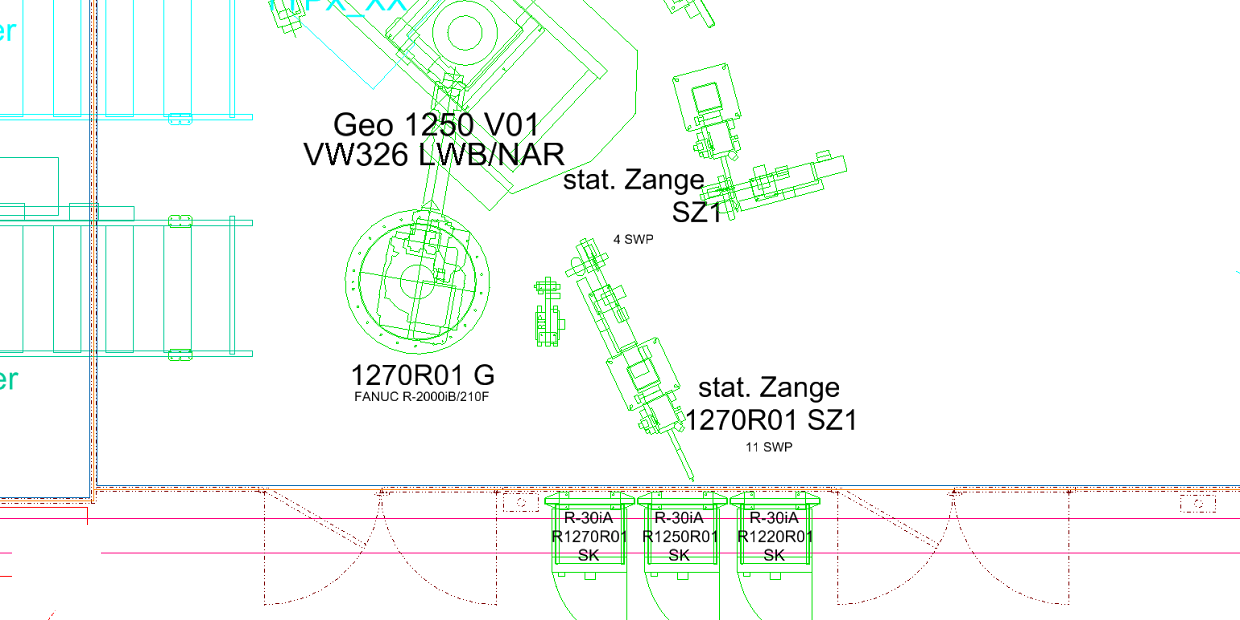 er
Geo 1250 V01
VW326 LWB/NAR
stat. Zange
SZ1
4 SWP
1270R01 G
FANUC R-2000iB/210F
er
stat. Zange
1270R01 SZ1
11 SWP
R-30iA
R1270R01
SK
R-30iA
R1250R01
SK
R-30iA
R1220R01
SK